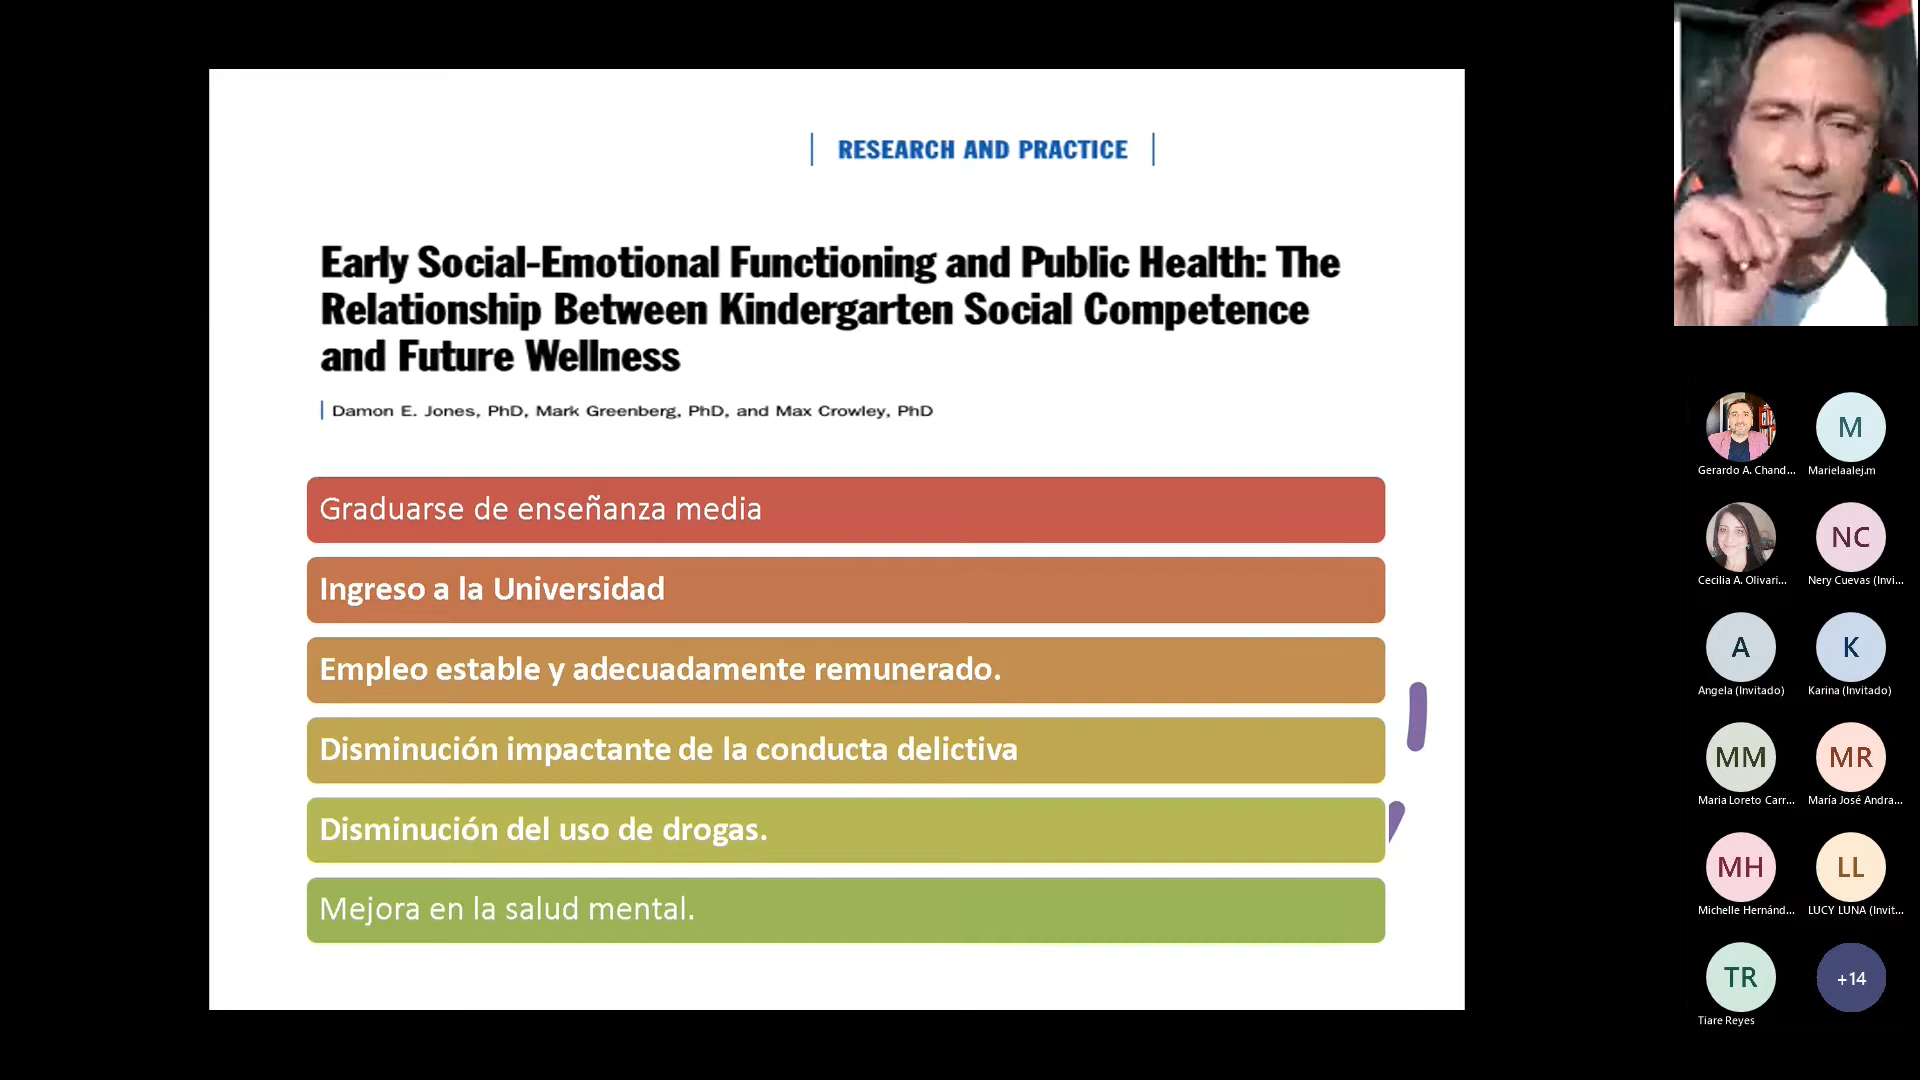 RESEARCH AND PRACTICE
Early Social-Emotional Functioning and Public Health: The
Relationship Between Kindergarten Social Competence
and Future Wellness
Damon E. Jones, PhD, Mark Greenberg, PhD, and Max Crowley, PhD
Graduarse de enseñanza media
Ingreso a la Universidad
Empleo estable y adecuadamente remunerado.
Disminución impactante de la conducta delictiva
Disminución del uso de drogas.
Mejora en la salud mental.
Gerardo A. Chand...
M
Marielaalej.m
Cecilia A. Olivari...
NC
Nery Cuevas (Invi...
A
Angela (Invitado)
K
Karina (Invitado)
MM
Maria Loreto Carr...
MR
María José Andra...
MH
Michelle Hernánd...
LL
LUCY LUNA (Invit...
TR
Tiare Reyes
+14